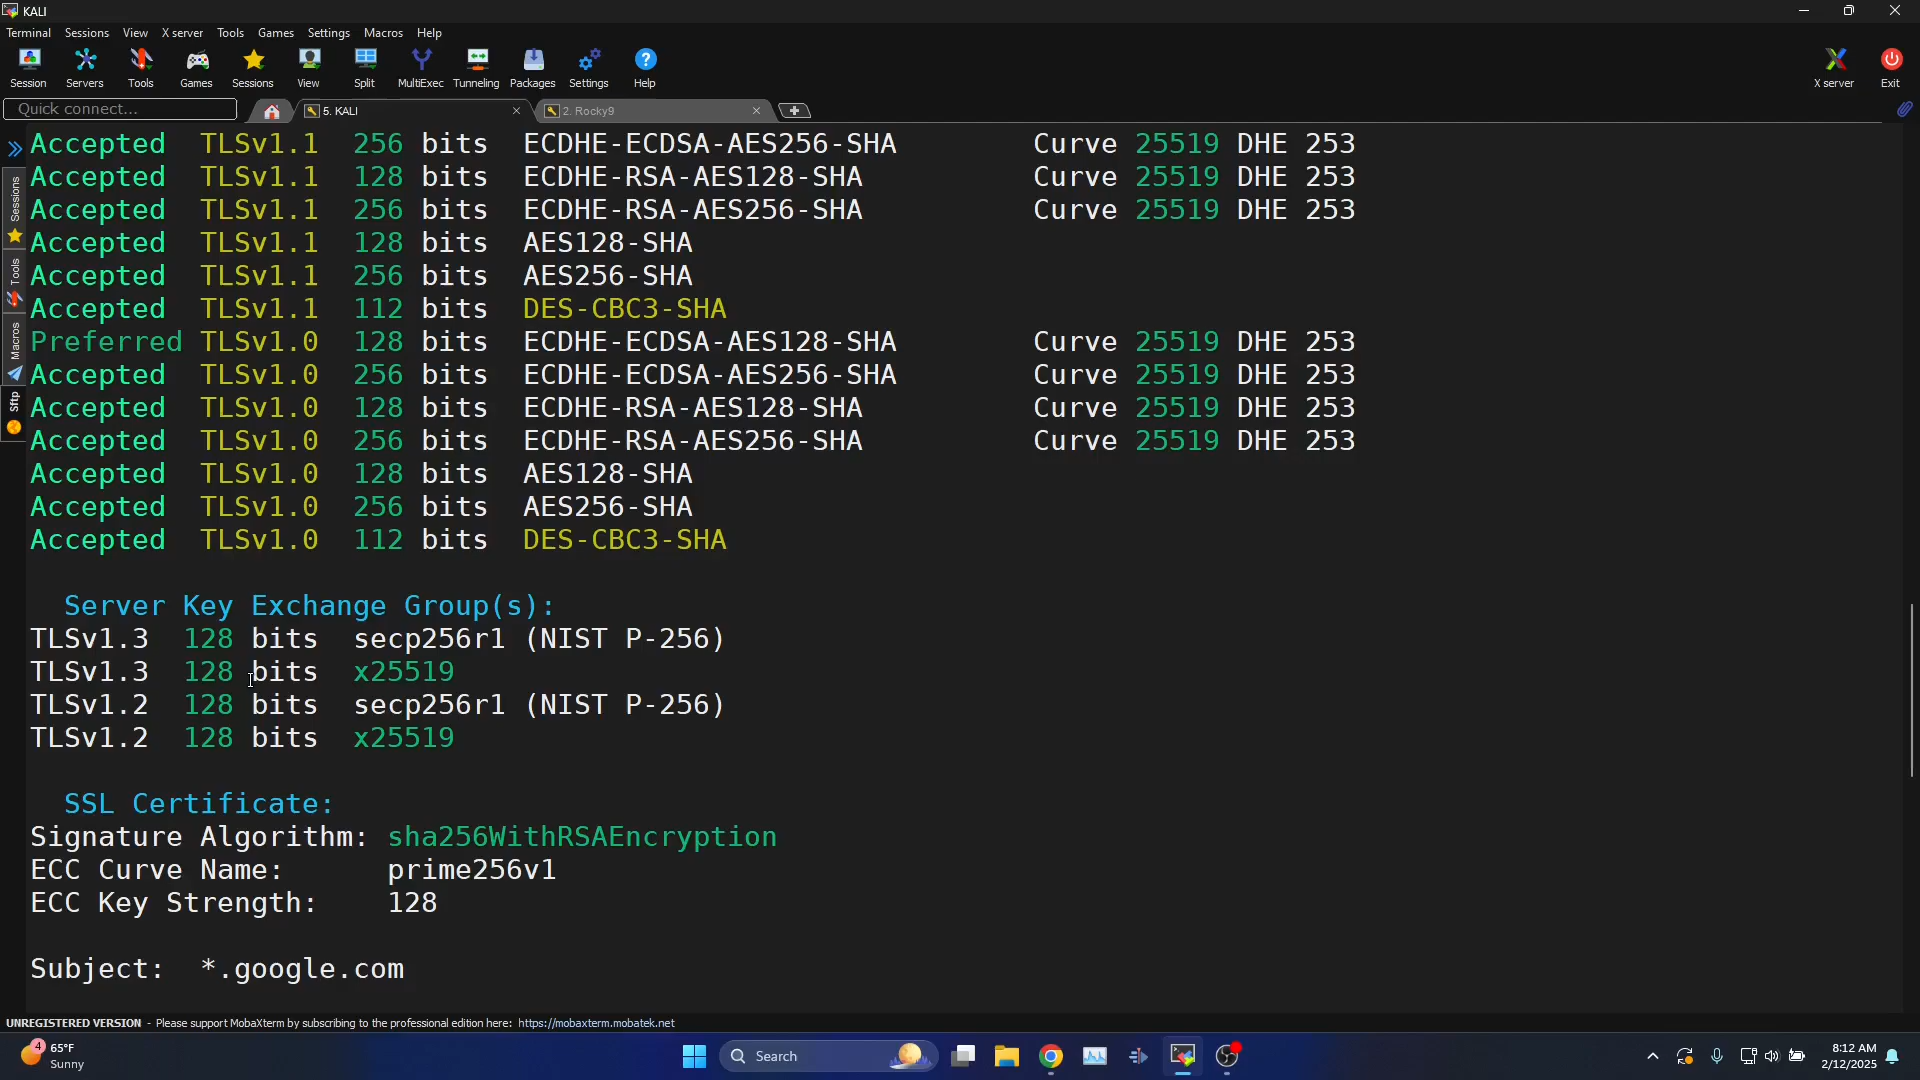 KALI
Terminal Sessions View X server Tools Games Settings Macros Help
Session Servers Tools Games Sessions View Split MultiExec Tunneling Packages Settings Help X server Exit
Quick connect... 5. KALI 2. Rocky9
Sessions
Tools
Macros
Sftp
Accepted TLSv1.1 256 bits ECDHE-ECDSA-AES256-SHA Curve 25519 DHE 253
Accepted TLSv1.1 128 bits ECDHE-RSA-AES128-SHA Curve 25519 DHE 253
Accepted TLSv1.1 256 bits ECDHE-RSA-AES256-SHA Curve 25519 DHE 253
Accepted TLSv1.1 128 bits AES128-SHA
Accepted TLSv1.1 256 bits AES256-SHA
Accepted TLSv1.1 112 bits DES-CBC3-SHA
Preferred TLSv1.0 128 bits ECDHE-ECDSA-AES128-SHA Curve 25519 DHE 253
Accepted TLSv1.0 256 bits ECDHE-ECDSA-AES256-SHA Curve 25519 DHE 253
Accepted TLSv1.0 128 bits ECDHE-RSA-AES128-SHA Curve 25519 DHE 253
Accepted TLSv1.0 256 bits ECDHE-RSA-AES256-SHA Curve 25519 DHE 253
Accepted TLSv1.0 128 bits AES128-SHA
Accepted TLSv1.0 256 bits AES256-SHA
Accepted TLSv1.0 112 bits DES-CBC3-SHA
Server Key Exchange Group(s):
TLSv1.3 128 bits secp256r1 (NIST P-256)
TLSv1.3 128 bits x25519
TLSv1.2 128 bits secp256r1 (NIST P-256)
TLSv1.2 128 bits x25519
SSL Certificate:
Signature Algorithm: sha256WithRSAEncryption
ECC Curve Name: prime256v1
ECC Key Strength: 128
Subject: *.google.com
UNREGISTERED VERSION - Please support MobaXterm by subscribing to the professional edition here: https://mobaxterm.mobatek.net
4 65°F
Sunny
Search
8:12 AM
2/12/2025